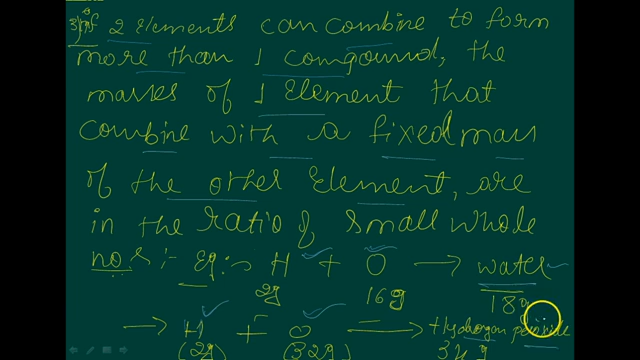 If 2 Elements can combine to form
more than 1 compound, the
masses of 1 Element that
combine with a fixed mass
of the other Element, are
in the ratio of small whole
no.s :- Eg:- H + O → water
2g 16g 18g
→ H + O → Hydrogen peroxide
(2g) (32g) 34g